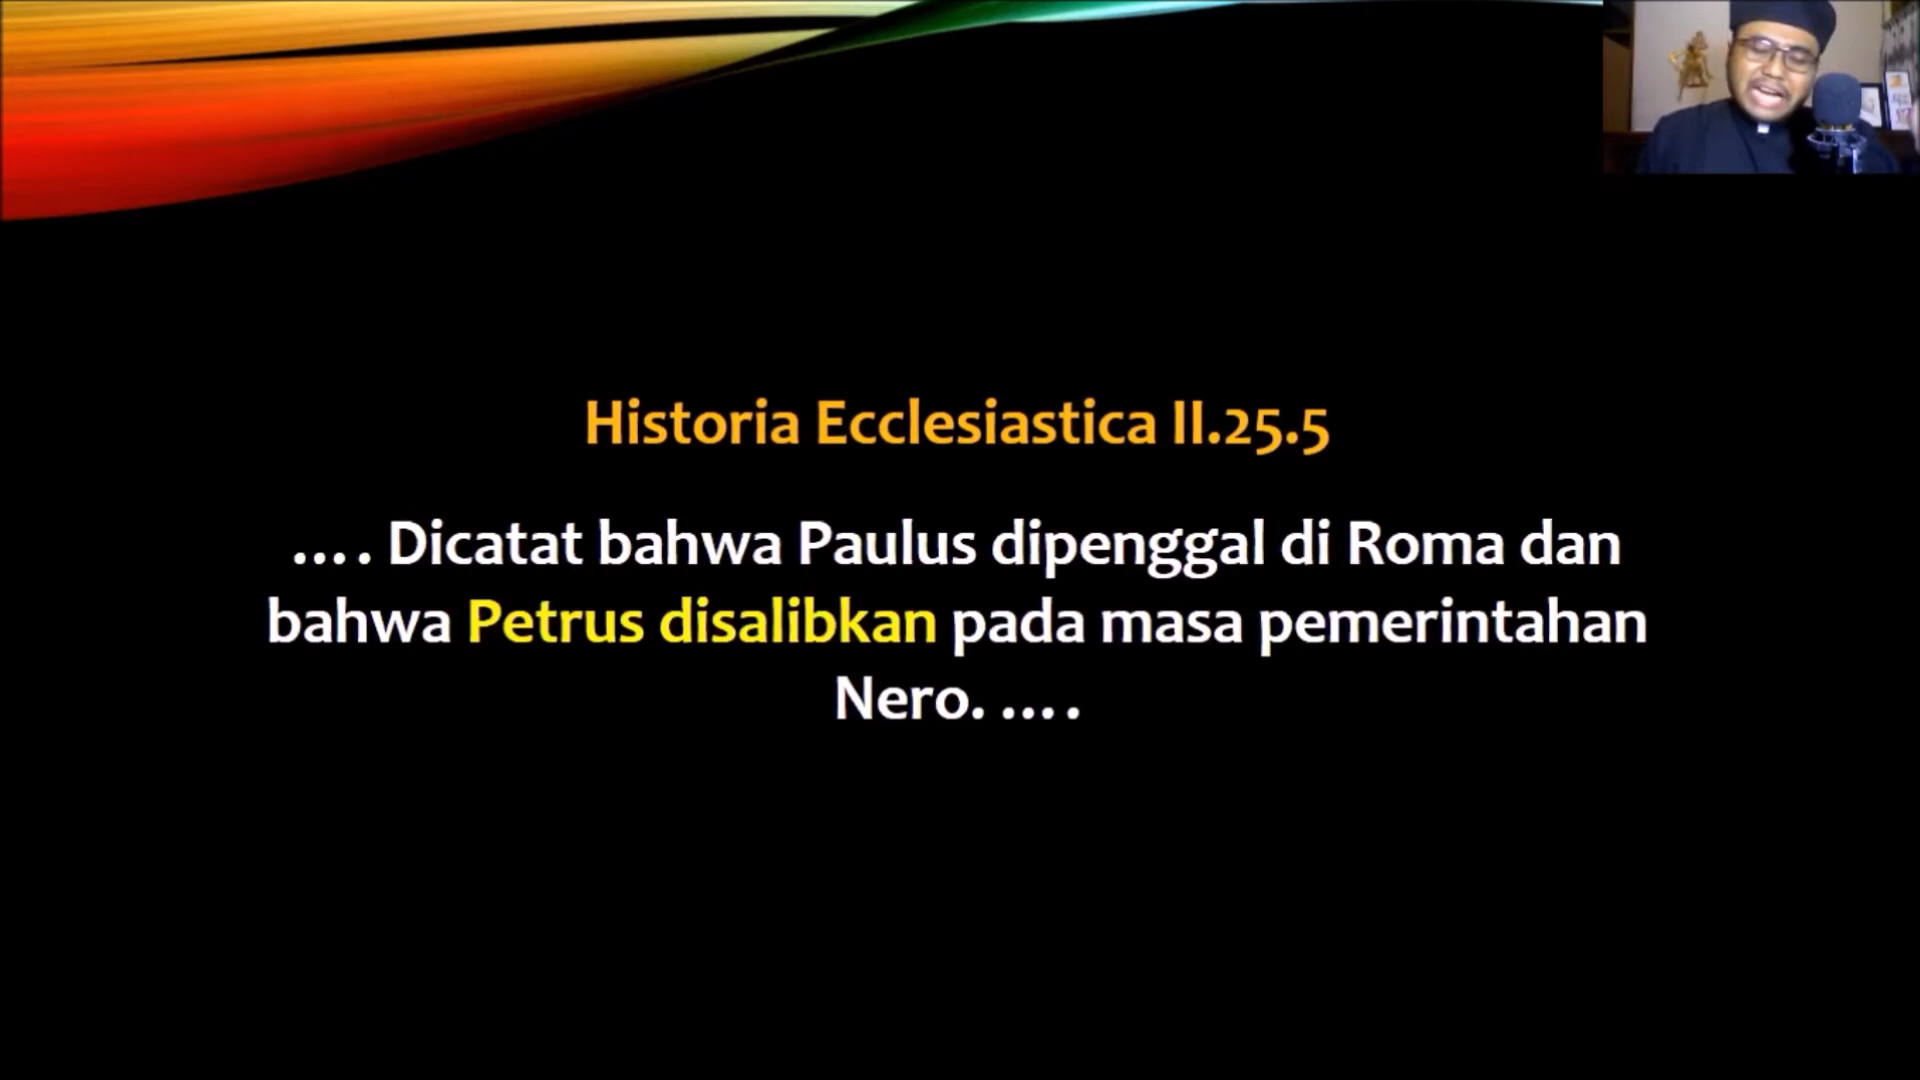 Historia Ecclesiastica II.25.5
.... Dicatat bahwa Paulus dipenggal di Roma dan
bahwa Petrus disalibkan pada masa pemerintahan
Nero. ....